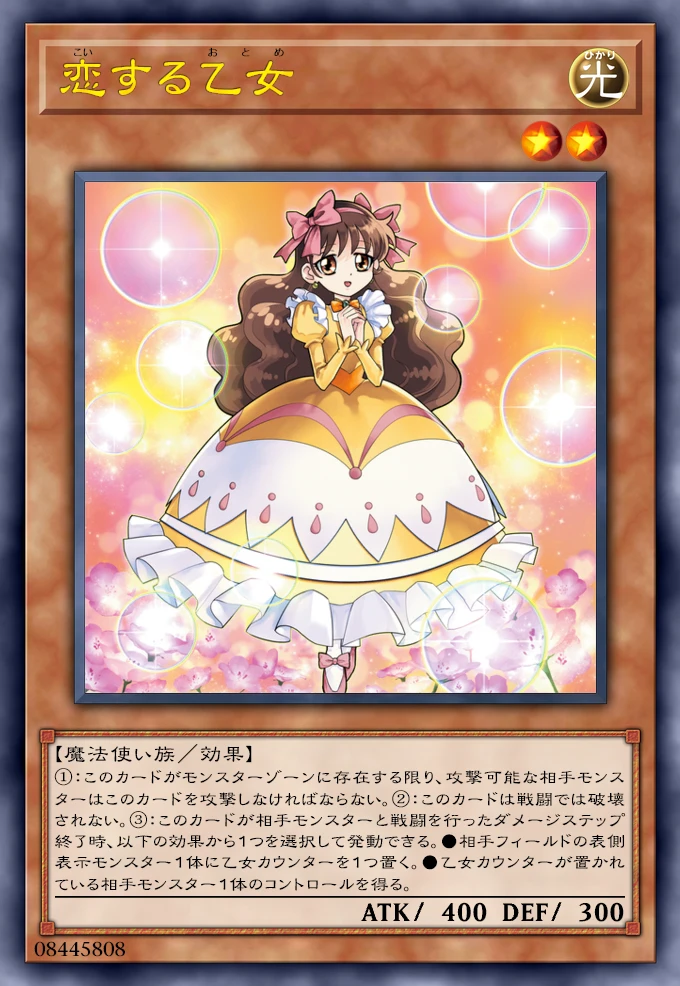 こい おとめ
恋する乙女
ひかり
光
【魔法使い族／効果】
①：このカードがモンスターゾーンに存在する限り、攻撃可能な相手モンス
ターはこのカードを攻撃しなければならない。②：このカードは戦闘では破壊
されない。③：このカードが相手モンスターと戦闘を行ったダメージステップ
終了時、以下の効果から1つを選択して発動できる。●相手フィールドの表側
表示モンスター1体に乙女カウンターを1つ置く。●乙女カウンターが置かれ
ている相手モンスター1体のコントロールを得る。
ATK/ 400 DEF/ 300
08445808